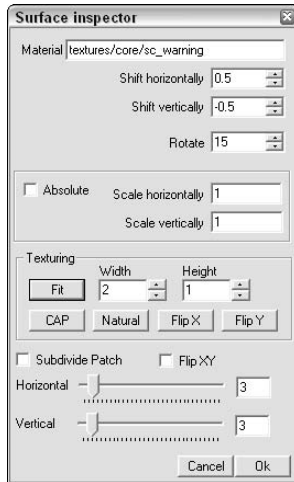 Surface inspector
Material textures/core/sc_warning
Shift horizontally 0.5
Shift vertically -0.5
Rotate 15
Absolute Scale horizontally 1
Scale vertically 1
Texturing
Width Height
Fit 2 1
CAP Natural Flip X Flip Y
Subdivide Patch Flip XY
Horizontal 3
Vertical 3
Cancel Ok